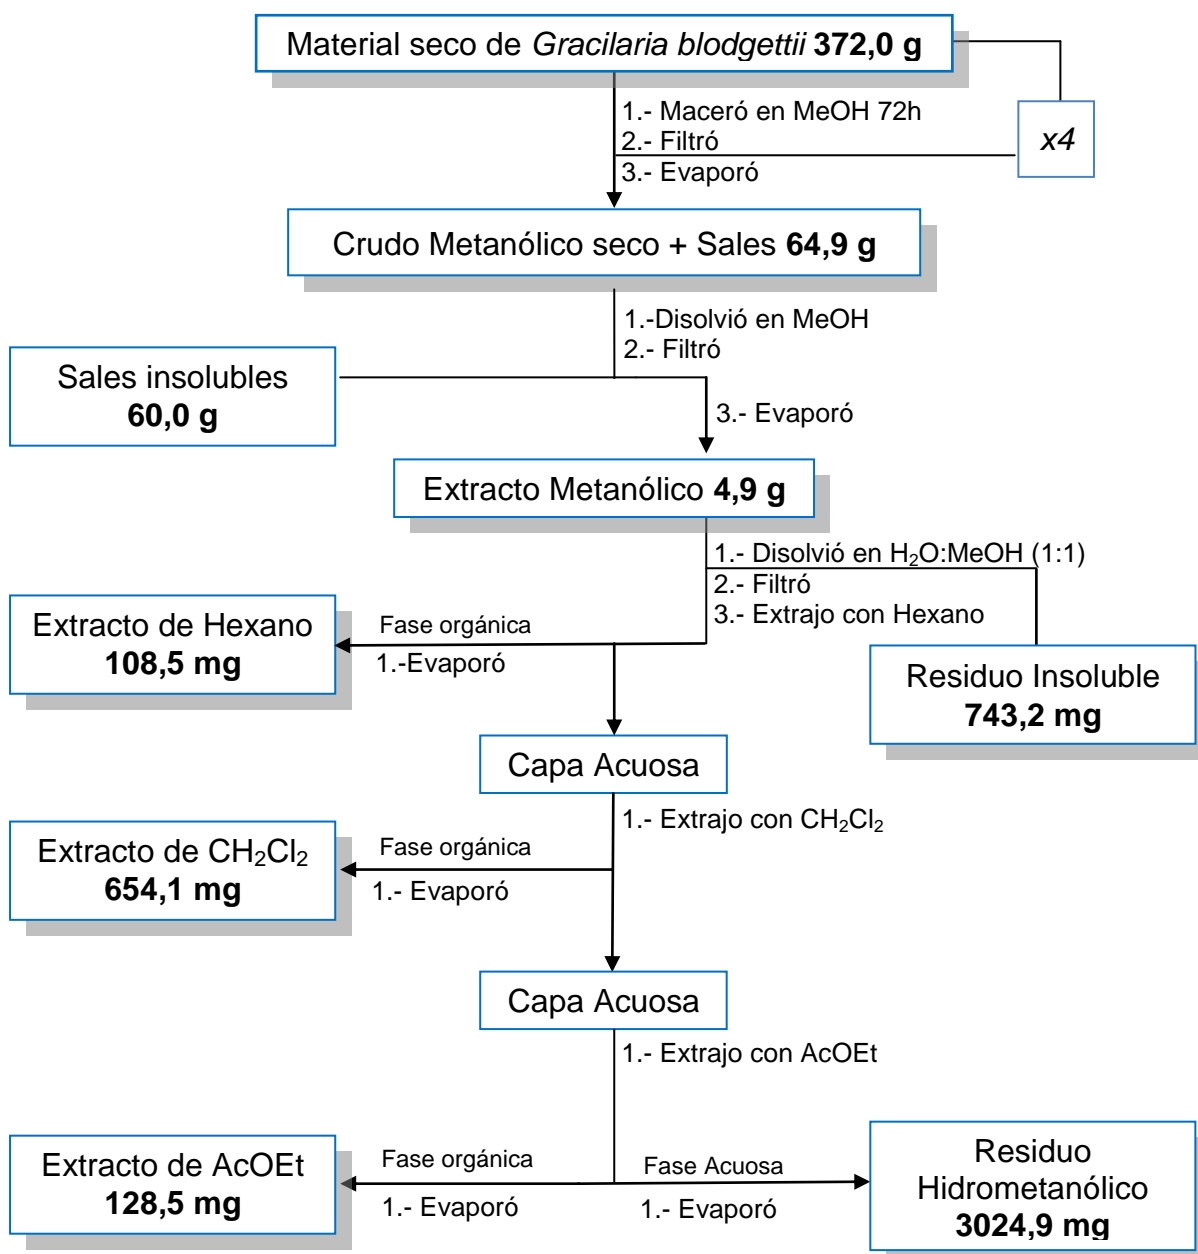 Material seco de Gracilaria blodgettii 372,0 g
1.- Maceró en MeOH 72h
2.- Filtró
3.- Evaporó
x4
Crudo Metanólico seco + Sales 64,9 g
1.-Disolvió en MeOH
2.- Filtró
Sales insolubles
60,0 g
3.- Evaporó
Extracto Metanólico 4,9 g
1.- Disolvió en H₂O:MeOH (1:1)
2.- Filtró
3.- Extrajo con Hexano
Extracto de Hexano
108,5 mg
Fase orgánica
1.-Evaporó
Residuo Insoluble
743,2 mg
Capa Acuosa
1.- Extrajo con CH₂Cl₂
Extracto de CH₂Cl₂
654,1 mg
Fase orgánica
1.- Evaporó
Capa Acuosa
1.- Extrajo con AcOEt
Extracto de AcOEt
128,5 mg
Fase orgánica
1.- Evaporó
Fase Acuosa
1.- Evaporó
Residuo
Hidrometanólico
3024,9 mg